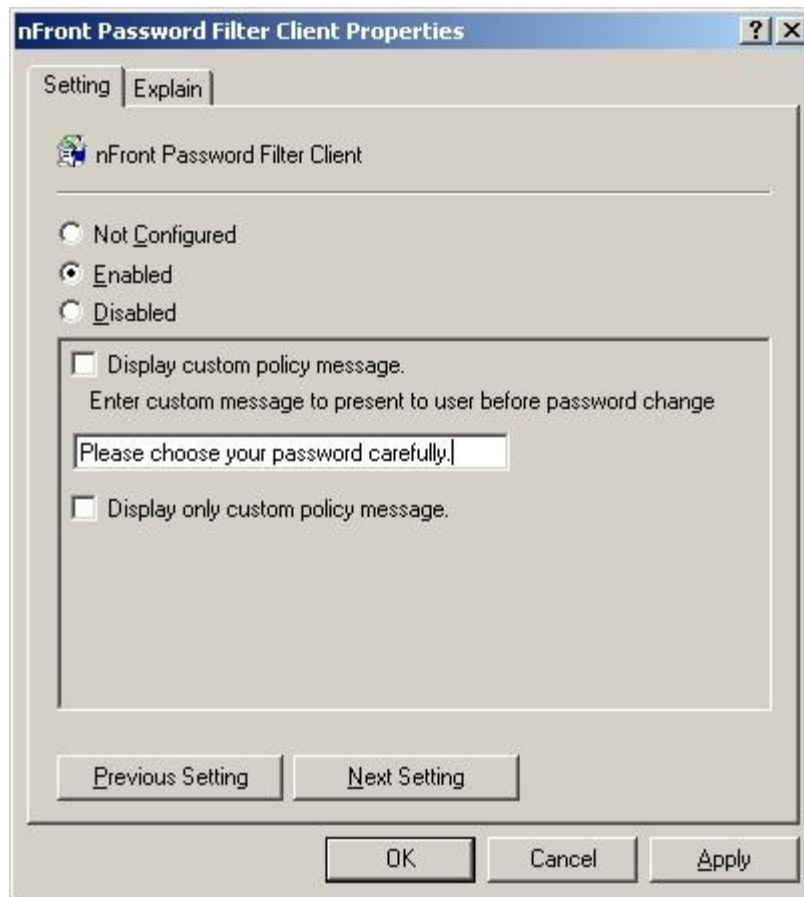 nFront Password Filter Client Properties
Setting
Explain
nFront Password Filter Client
Not Configured
Enabled
Disabled
Display custom policy message.
Enter custom message to present to user before password change
Please choose your password carefully.
Display only custom policy message.
Previous Setting
Next Setting
OK
Cancel
Apply